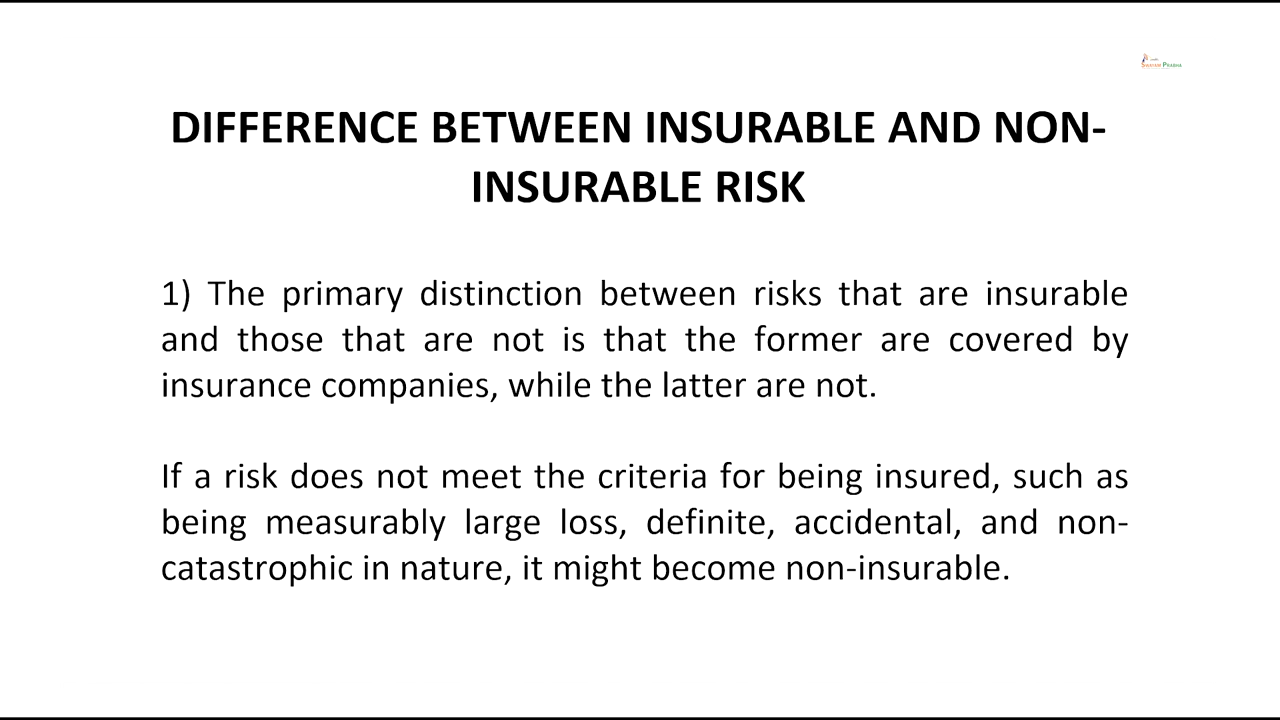 SWAYAM PRABHA
DIFFERENCE BETWEEN INSURABLE AND NON-
INSURABLE RISK
1) The primary distinction between risks that are insurable
and those that are not is that the former are covered by
insurance companies, while the latter are not.
If a risk does not meet the criteria for being insured, such as
being measurably large loss, definite, accidental, and non-
catastrophic in nature, it might become non-insurable.